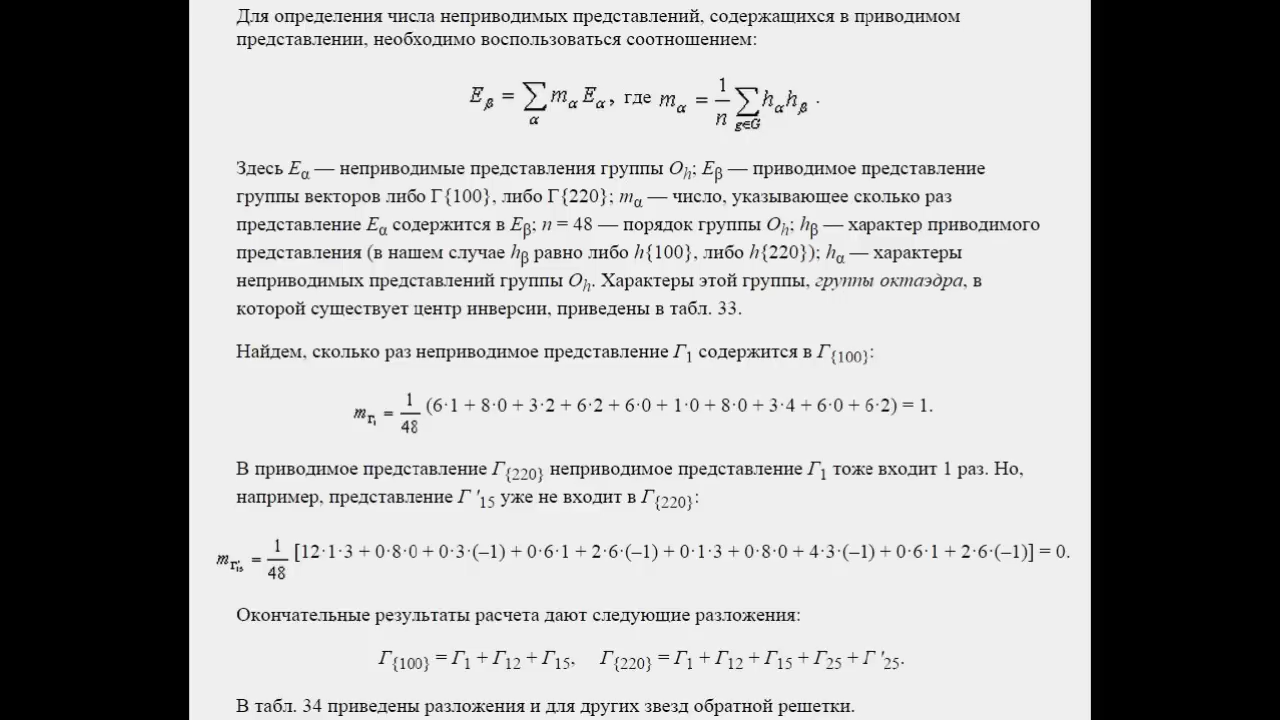 Для определения числа неприводимых представлений, содержащихся в приводимом
представлении, необходимо воспользоваться соотношением:
E_β = ∑_α m_α E_α, где m_α = 1/n ∑_{g∈G} h_α h_β .
Здесь E_α — неприводимые представления группы O_h; E_β — приводимое представление
группы векторов либо Γ{100}, либо Γ{220}; m_α — число, указывающее сколько раз
представление E_α содержится в E_β; n = 48 — порядок группы O_h; h_β — характер приводимого
представления (в нашем случае h_β равно либо h{100}, либо h{220}); h_α — характеры
неприводимых представлений группы O_h. Характеры этой группы, группы октаэдра, в
которой существует центр инверсии, приведены в табл. 33.
Найдем, сколько раз неприводимое представление Γ_1 содержится в Γ_{100}:
m_{Γ_1} = 1/48 (6·1 + 8·0 + 3·2 + 6·2 + 6·0 + 1·0 + 8·0 + 3·4 + 6·0 + 6·2) = 1.
В приводимое представление Γ_{220} неприводимое представление Γ_1 тоже входит 1 раз. Но,
например, представление Γ '_15 уже не входит в Γ_{220}:
m_{Γ'_15} = 1/48 [12·1·3 + 0·8·0 + 0·3·(–1) + 0·6·1 + 2·6·(–1) + 0·1·3 + 0·8·0 + 4·3·(–1) + 0·6·1 + 2·6·(–1)] = 0.
Окончательные результаты расчета дают следующие разложения:
Γ_{100} = Γ_1 + Γ_12 + Γ_15, Γ_{220} = Γ_1 + Γ_12 + Γ_15 + Γ_25 + Γ '_25.
В табл. 34 приведены разложения и для других звезд обратной решетки.